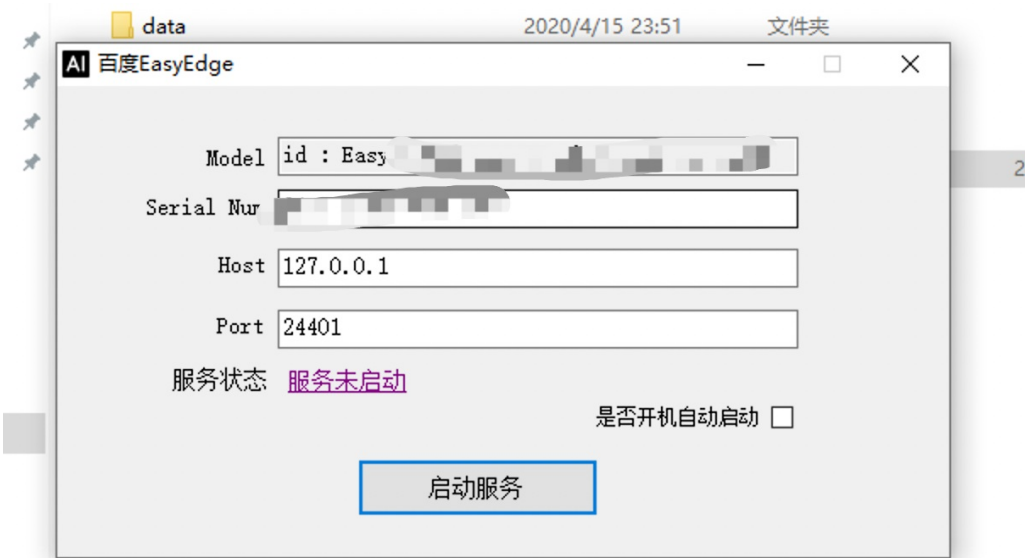 data 2020/4/15 23:51 文件夹
AI 百度EasyEdge
Model id : Easy
2
Serial Num
Host 127.0.0.1
Port 24401
服务状态 服务未启动
是否开机自动启动
启动服务